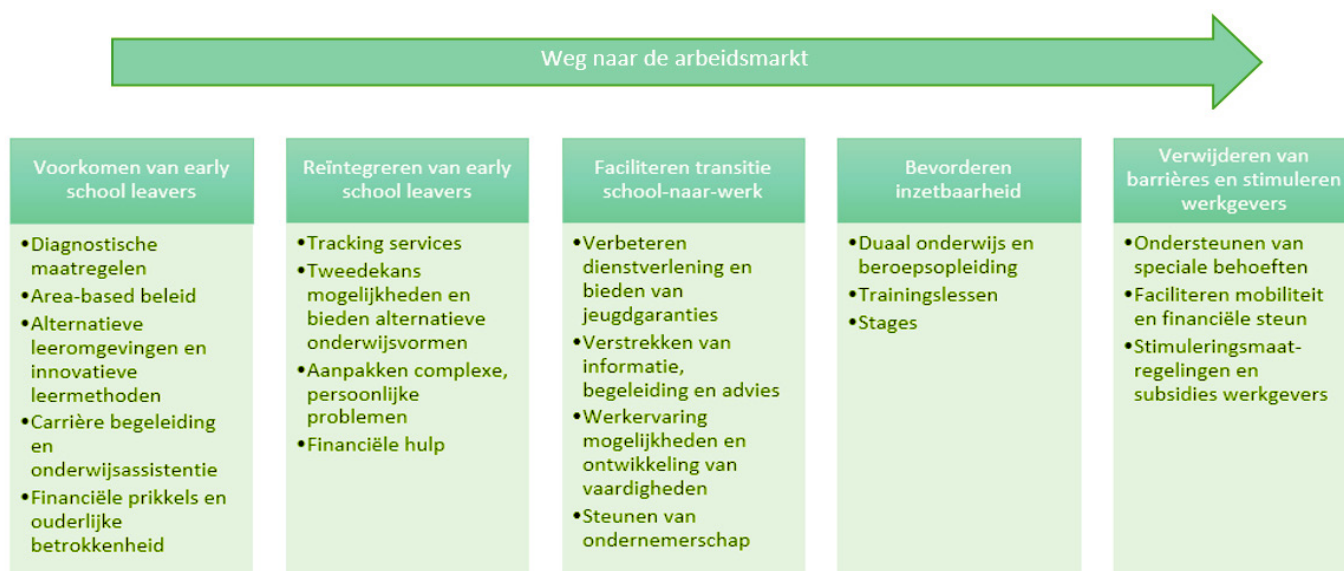 Weg naar de arbeidsmarkt
Voorkomen van early
school leavers
•Diagnostische
maatregelen
•Area-based beleid
•Alternatieve
leeromgevingen en
innovatieve
leermethoden
•Carrière begeleiding
en
onderwijsassistentie
•Financiële prikkels en
ouderlijke
betrokkenheid
Reïntegreren van early
school leavers
•Tracking services
•Tweedekans
mogelijkheden en
bieden alternatieve
onderwijsvormen
•Aanpakken complexe,
persoonlijke
problemen
•Financiële hulp
Faciliteren transitie
school-naar-werk
•Verbeteren
dienstverlening en
bieden van
jeugdgaranties
•Verstrekken van
informatie,
begeleiding en advies
•Werkervaring
mogelijkheden en
ontwikkeling van
vaardigheden
•Steunen van
ondernemerschap
Bevorderen
inzetbaarheid
•Duaal onderwijs en
beroepsopleiding
•Trainingslessen
•Stages
Verwijderen van
barrières en stimuleren
werkgevers
•Ondersteunen van
speciale behoeften
•Faciliteren mobiliteit
en financiële steun
•Stimuleringsmaat-
regelingen en
subsidies werkgevers